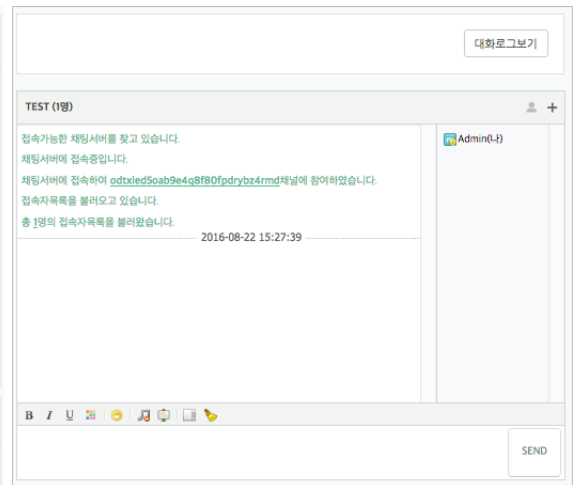 대화로그보기
TEST (1명)
접속가능한 채팅서버를 찾고 있습니다.
Admin(나)
채팅서버에 접속중입니다.
채팅서버에 접속하여 odtxled5oab9e4q8f80fpdrybz4rmd채널에 참여하였습니다.
접속자목록을 불러오고 있습니다.
총 1명의 접속자목록을 불러왔습니다.
2016-08-22 15:27:39
B I U
SEND